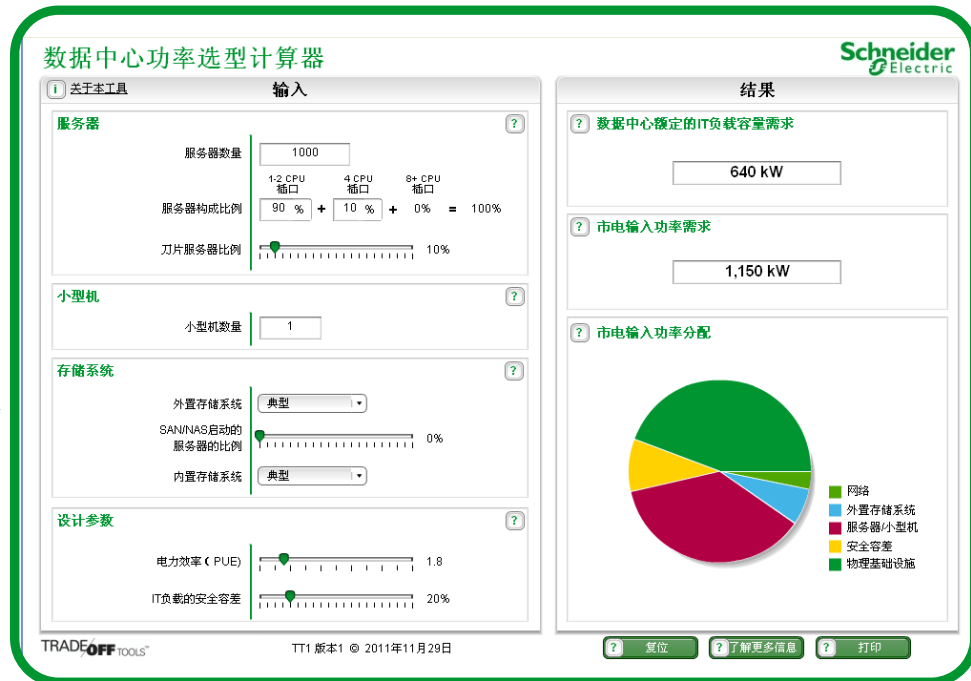 数据中心功率选型计算器
Schneider
Electric
i 关于本工具
输入
服务器
?
服务器数量
1000
1-2 CPU
插口
4 CPU
插口
8+ CPU
插口
服务器构成比例
90 % + 10 % + 0% = 100%
刀片服务器比例
10%
小型机
?
小型机数量
1
存储系统
?
外置存储系统
典型
SAN/NAS启动的
服务器的比例
0%
内置存储系统
典型
设计参数
?
电力效率 ( PUE)
1.8
IT负载的安全容差
20%
结果
? 数据中心额定的IT负载容量需求
640 kW
? 市电输入功率需求
1,150 kW
? 市电输入功率分配
网络
外置存储系统
服务器/小型机
安全容差
物理基础设施
TRADE OFF TOOLS™
TT1 版本1 © 2011年11月29日
? 复位
? 了解更多信息
? 打印